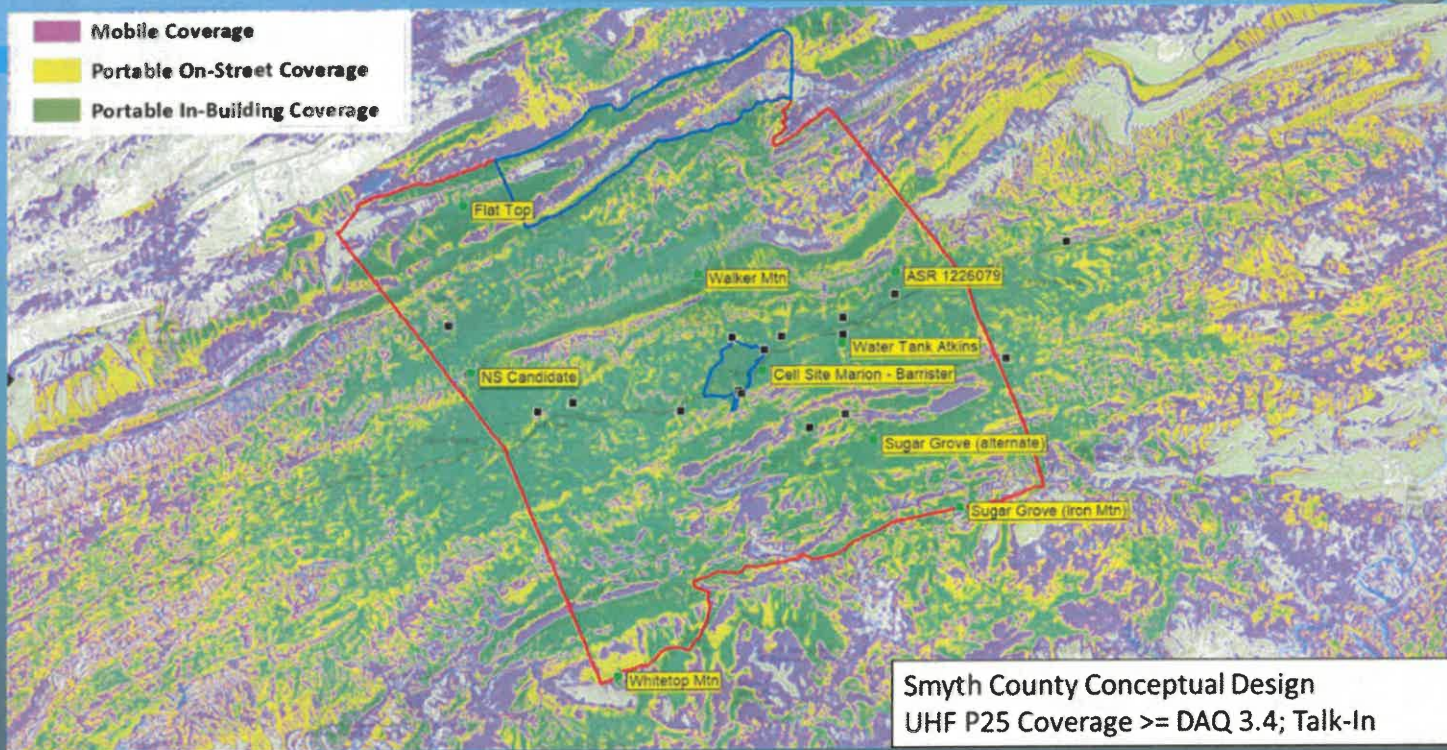 Mobile Coverage
Portable On-Street Coverage
Portable In-Building Coverage
Flat Top
Walker Mtn
ASR 1226079
Water Tank Atkins
NS Candidate
Cell Site Marion - Barrister
Sugar Grove (alternate)
Sugar Grove (Iron Mtn)
Whitetop Mtn
Smyth County Conceptual Design
UHF P25 Coverage >= DAQ 3.4; Talk-In